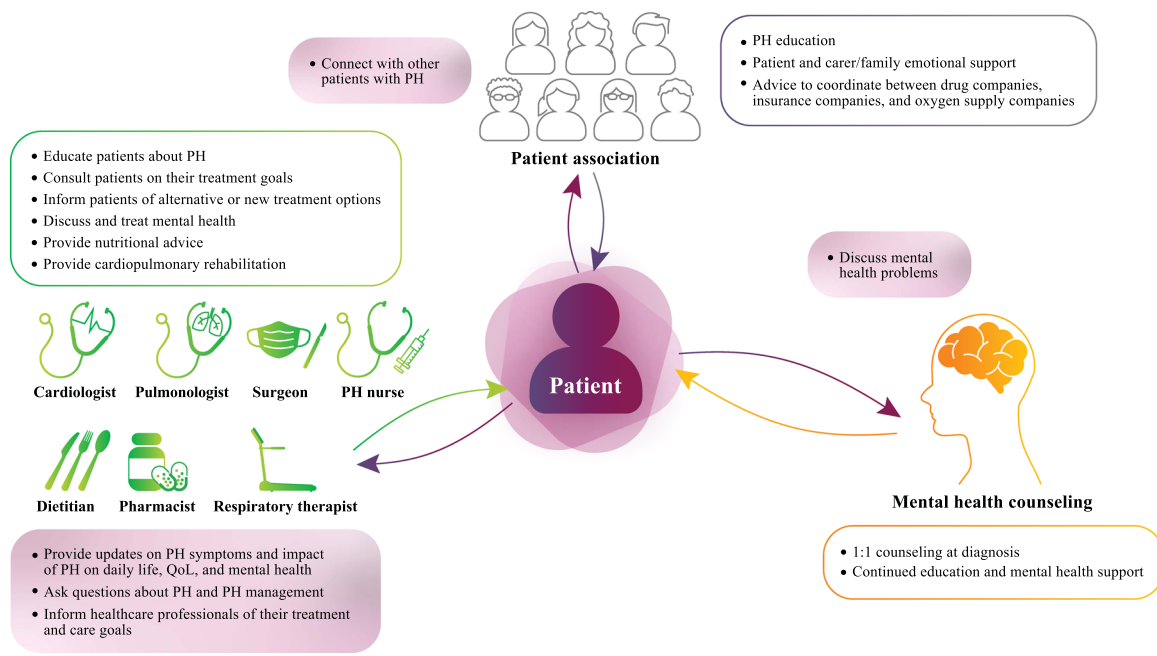 • Connect with other
patients with PH
• PH education
• Patient and carer/family emotional support
• Advice to coordinate between drug companies,
insurance companies, and oxygen supply companies
Patient association
• Educate patients about PH
• Consult patients on their treatment goals
• Inform patients of alternative or new treatment options
• Discuss and treat mental health
• Provide nutritional advice
• Provide cardiopulmonary rehabilitation
• Discuss mental
health problems
Cardiologist
Pulmonologist
Surgeon
PH nurse
Patient
Dietitian
Pharmacist
Respiratory therapist
Mental health counseling
• Provide updates on PH symptoms and impact
of PH on daily life, QoL, and mental health
• Ask questions about PH and PH management
• Inform healthcare professionals of their treatment
and care goals
• 1:1 counseling at diagnosis
• Continued education and mental health support